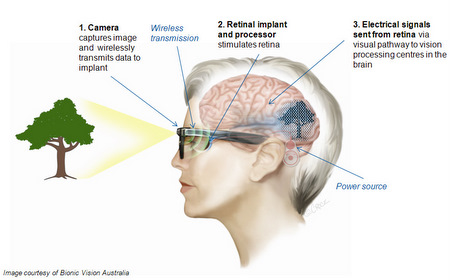 1. Camera
captures image
and wirelessly
transmits data to
implant
Wireless
transmission
2. Retinal implant
and processor
stimulates retina
3. Electrical signals
sent from retina via
visual pathway to vision
processing centres in the
brain
Power source
Image courtesy of Bionic Vision Australia